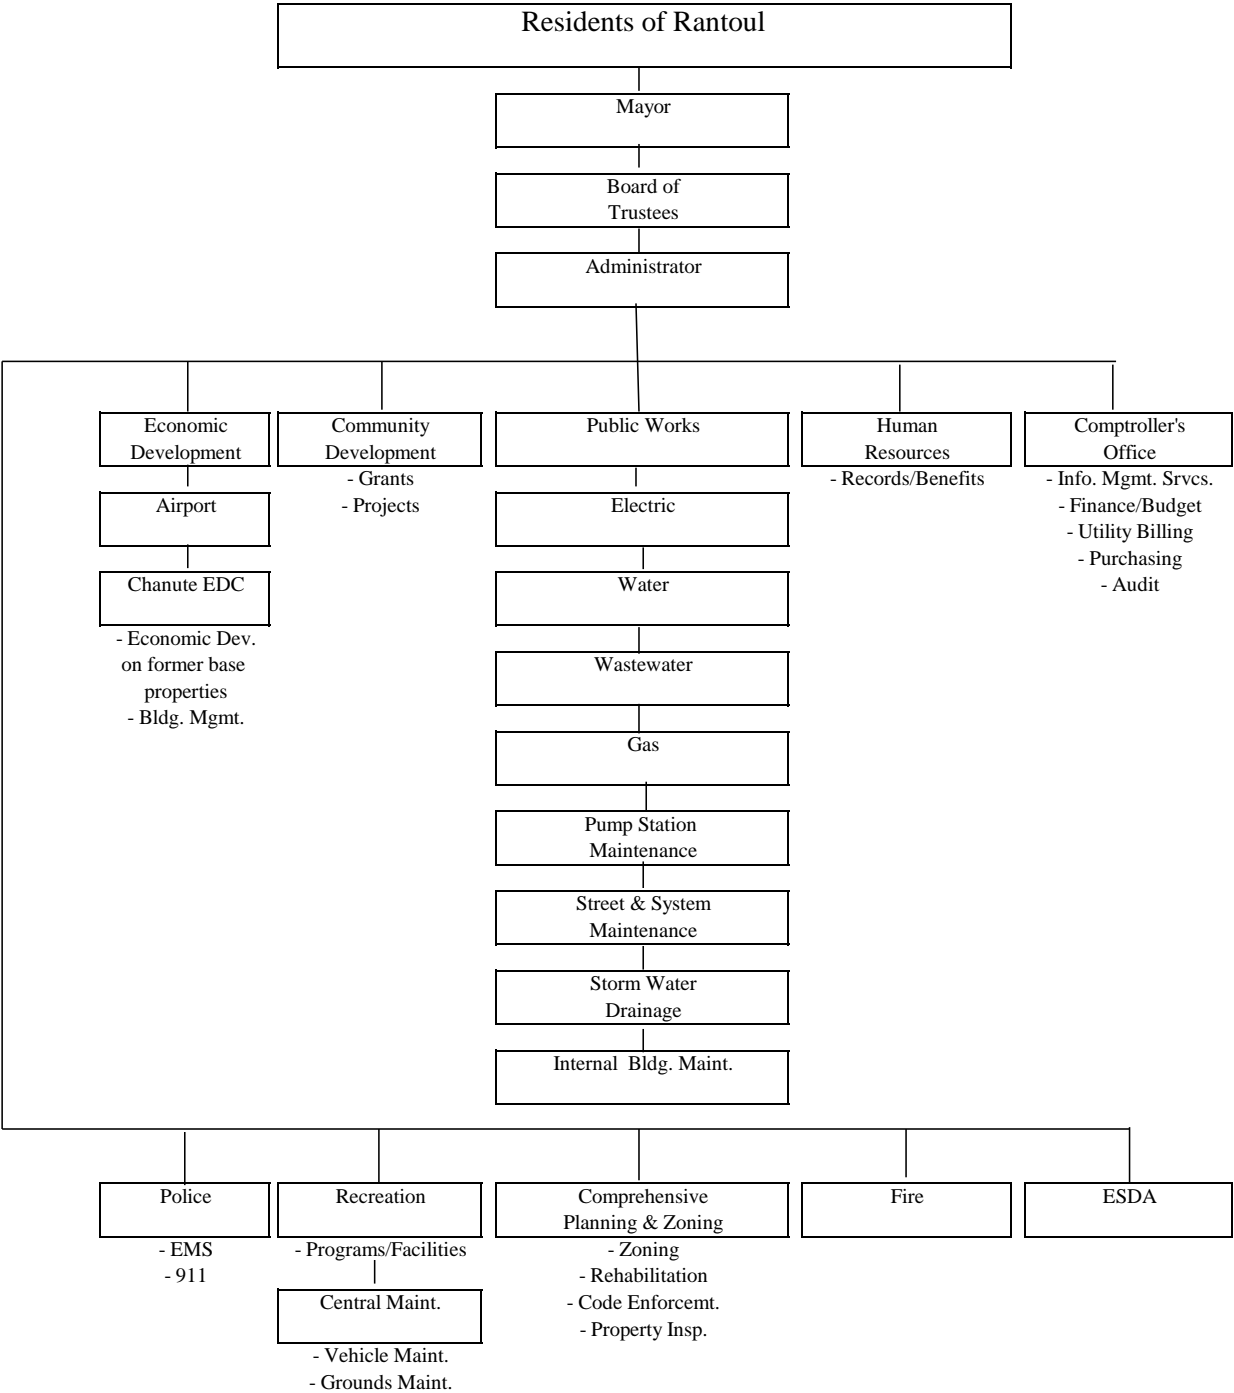 Residents of Rantoul
Mayor
Board of
Trustees
Administrator
Economic
Development
Airport
Chanute EDC
- Economic Dev.
on former base
properties
- Bldg. Mgmt.
Community
Development
- Grants
- Projects
Public Works
Electric
Water
Wastewater
Gas
Pump Station
Maintenance
Street & System
Maintenance
Storm Water
Drainage
Internal  Bldg. Maint.
Human
Resources
- Records/Benefits
Comptroller's
Office
- Info. Mgmt. Srvcs.
- Finance/Budget
- Utility Billing
- Purchasing
- Audit
Police
- EMS
- 911
Recreation
- Programs/Facilities
Central Maint.
- Vehicle Maint.
- Grounds Maint.
Comprehensive
Planning & Zoning
- Zoning
- Rehabilitation
- Code Enforcemt.
- Property Insp.
Fire
ESDA